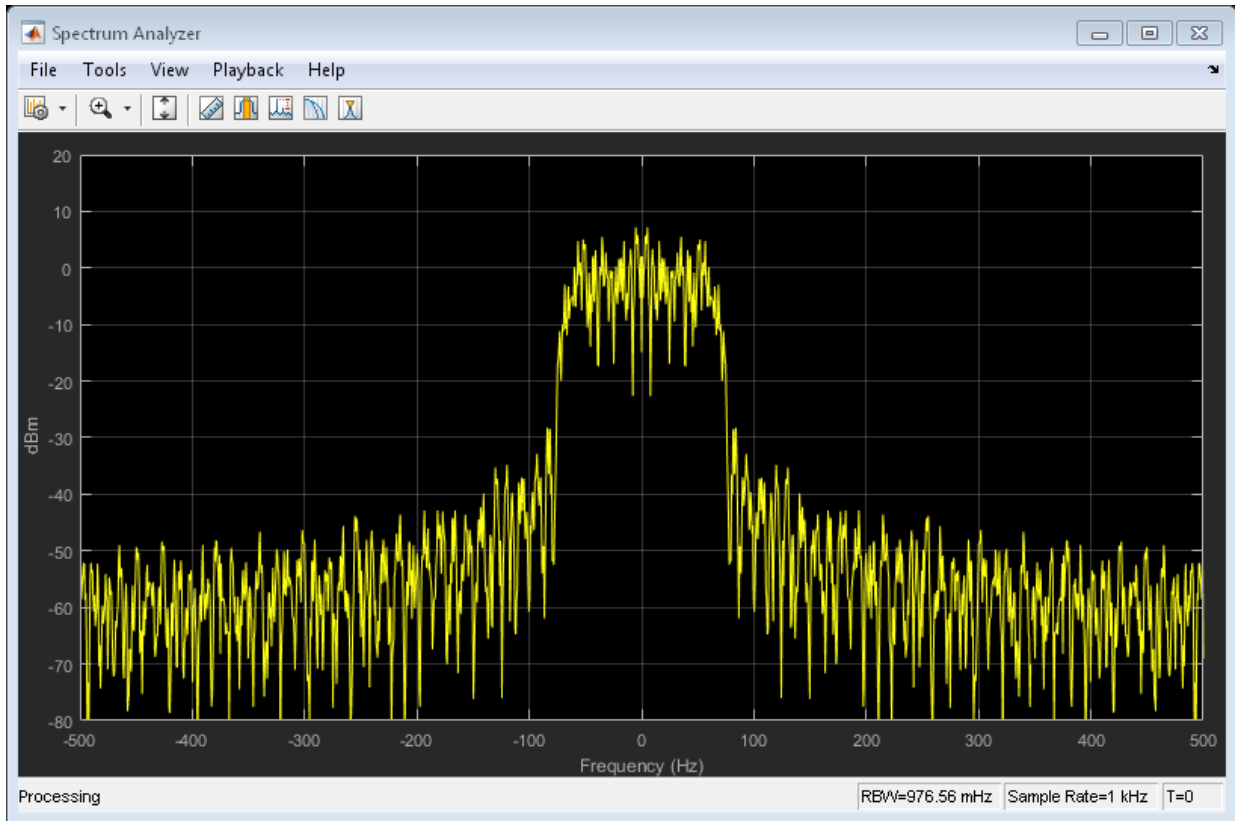 Spectrum Analyzer
File Tools View Playback Help
20
10
0
-10
-20
-30
-40
-50
-60
-70
-80
dBm
-500 -400 -300 -200 -100 0 100 200 300 400 500
Frequency (Hz)
Processing RBW=976.56 mHz Sample Rate=1 kHz T=0